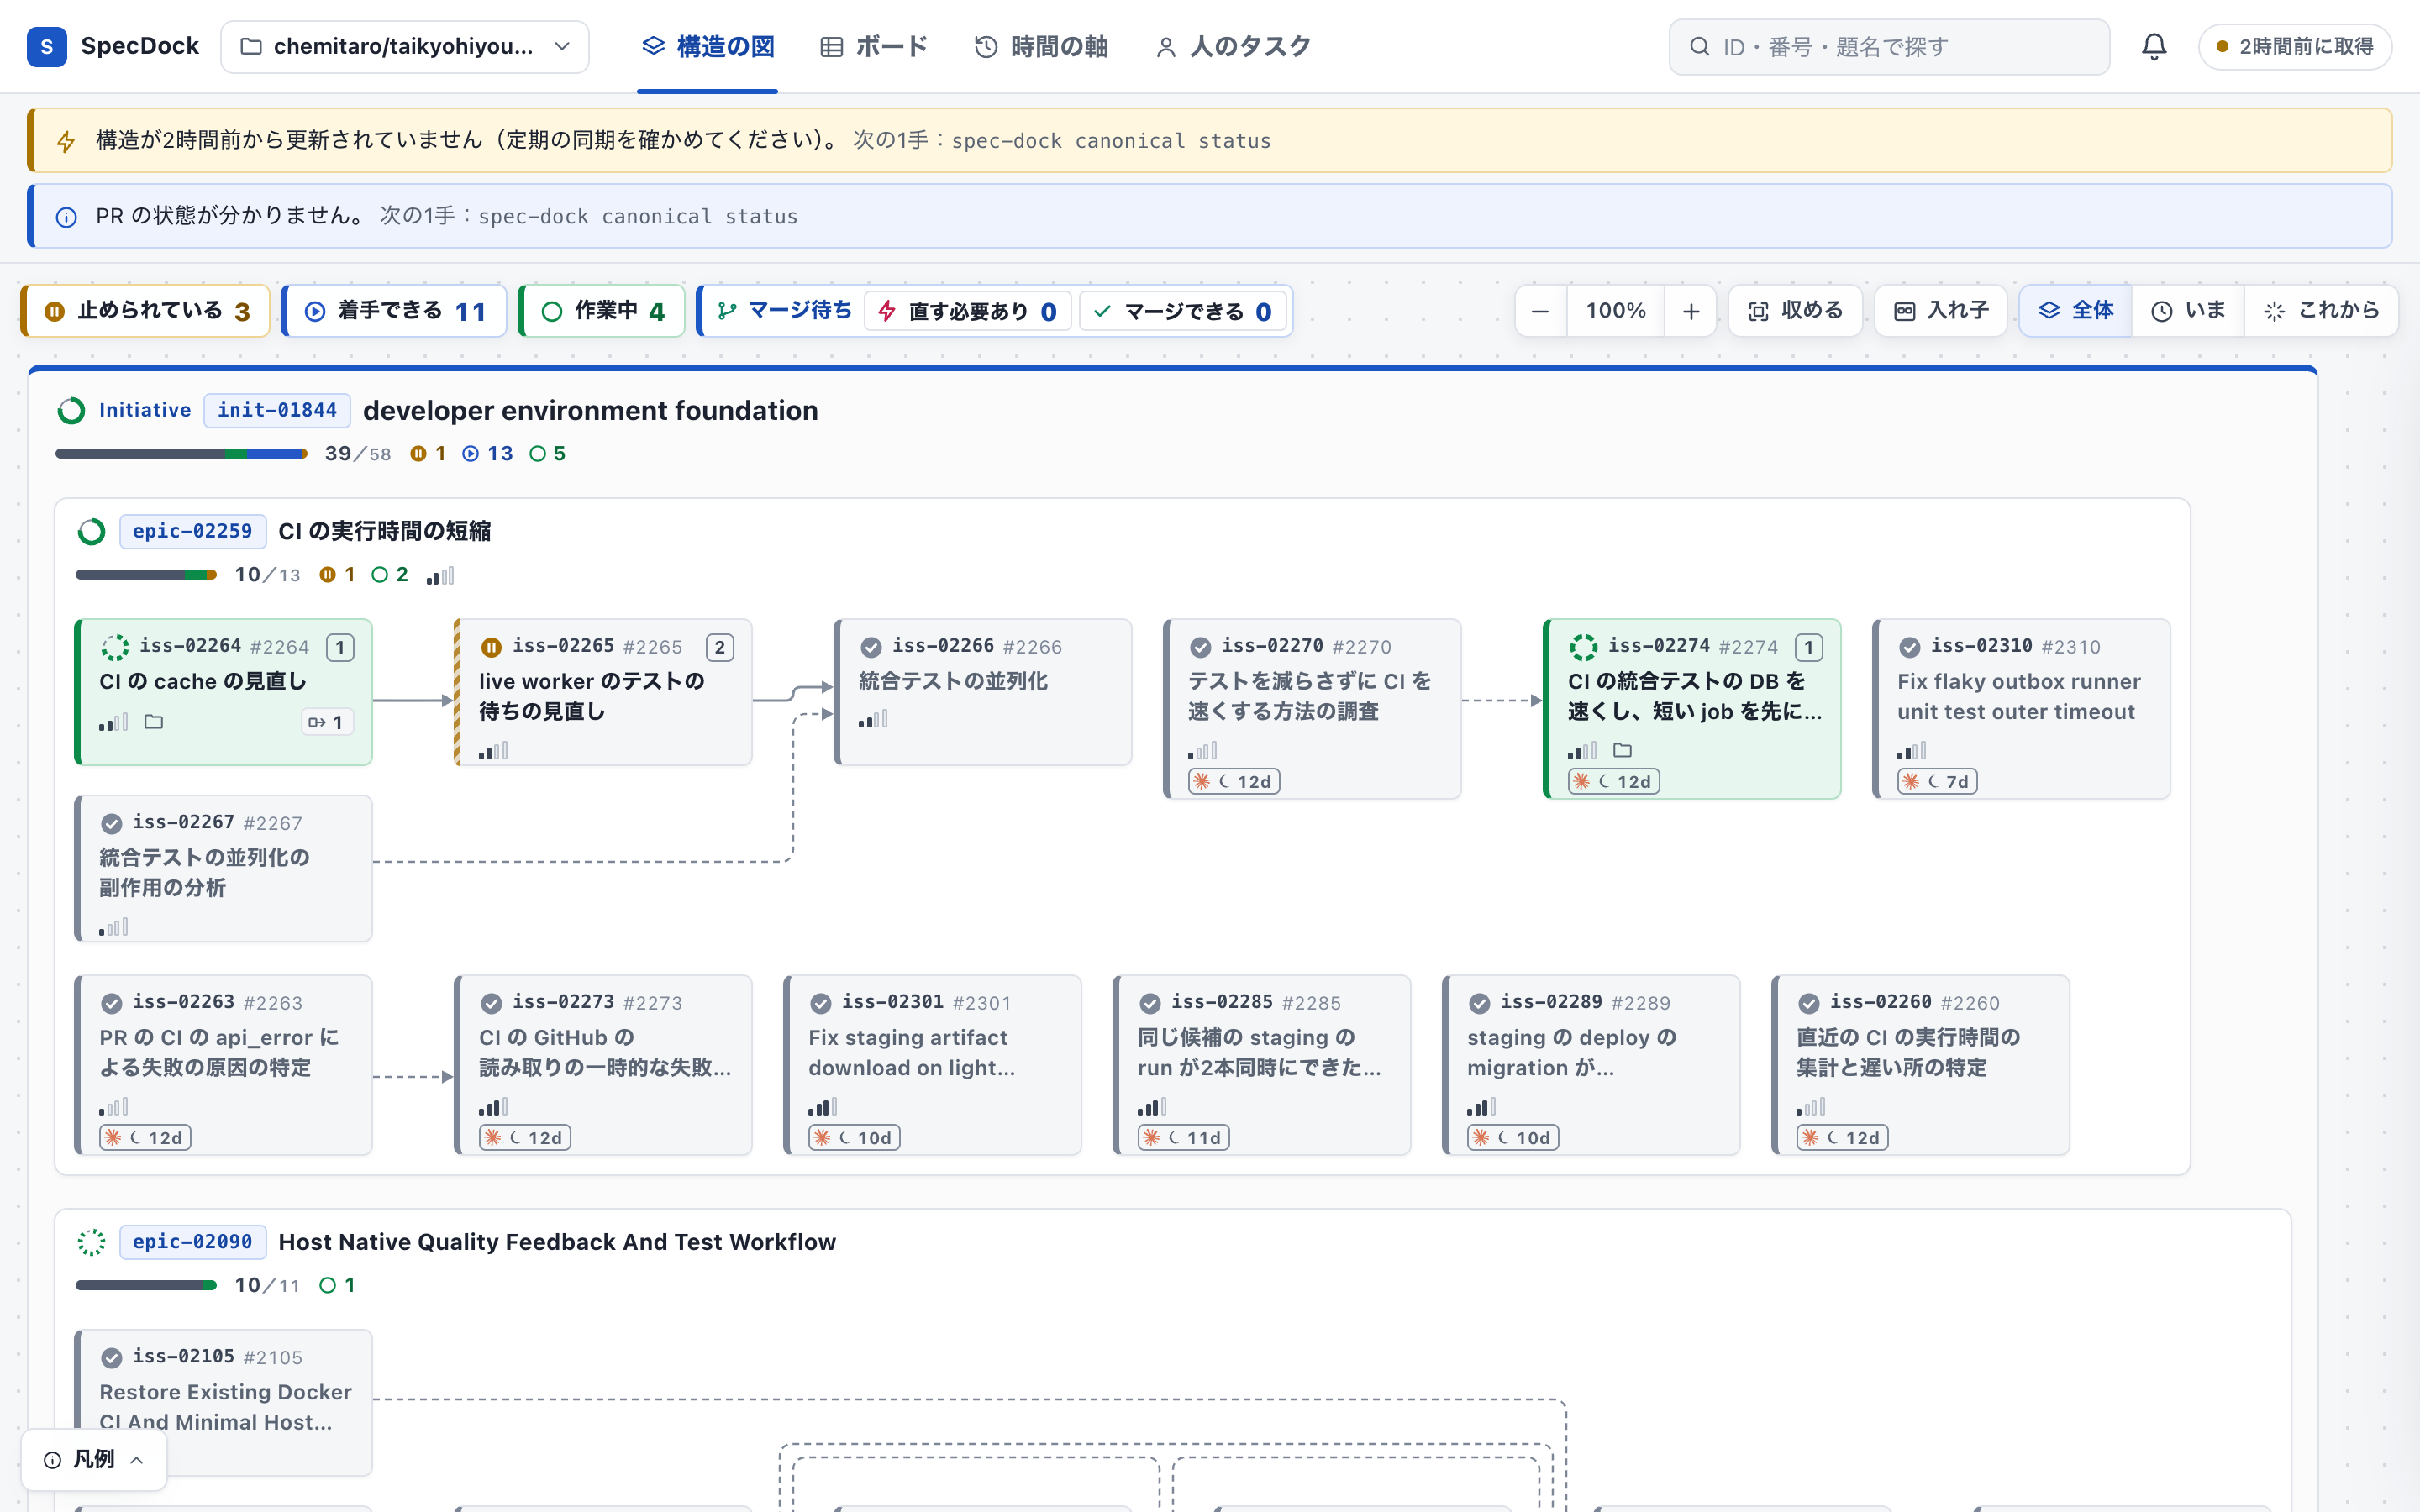 S SpecDock chemitaro/taikyohiyou... 構造の図 ボード 時間の軸 人のタスク ID・番号・題名で探す 2時間前に取得
構造が2時間前から更新されていません（定期の同期を確かめてください）。 次の1手：spec-dock canonical status
PR の状態が分かりません。 次の1手：spec-dock canonical status
止められている 3 着手できる 11 作業中 4 マージ待ち 直す必要あり 0 マージできる 0 100% 収める 入れ子 全体 いま これから
Initiative init-01844 developer environment foundation
39/58 1 13 5
epic-02259 CI の実行時間の短縮
10/13 1 2
iss-02264 #2264 1
CI の cache の見直し
1
iss-02265 #2265 2
live worker のテストの
待ちの見直し
iss-02266 #2266
統合テストの並列化
iss-02270 #2270
テストを減らさずに CI を
速くする方法の調査
12d
iss-02274 #2274 1
CI の統合テストの DB を
速くし、短い job を先に...
12d
iss-02310 #2310
Fix flaky outbox runner
unit test outer timeout
7d
iss-02267 #2267
統合テストの並列化の
副作用の分析
iss-02263 #2263
PR の CI の api_error に
よる失敗の原因の特定
12d
iss-02273 #2273
CI の GitHub の
読み取りの一時的な失敗...
12d
iss-02301 #2301
Fix staging artifact
download on light...
10d
iss-02285 #2285
同じ候補の staging の
run が2本同時にできた...
11d
iss-02289 #2289
staging の deploy の
migration が...
10d
iss-02260 #2260
直近の CI の実行時間の
集計と遅い所の特定
12d
epic-02090 Host Native Quality Feedback And Test Workflow
10/11 1
iss-02105 #2105
Restore Existing Docker
CI And Minimal Host...
凡例